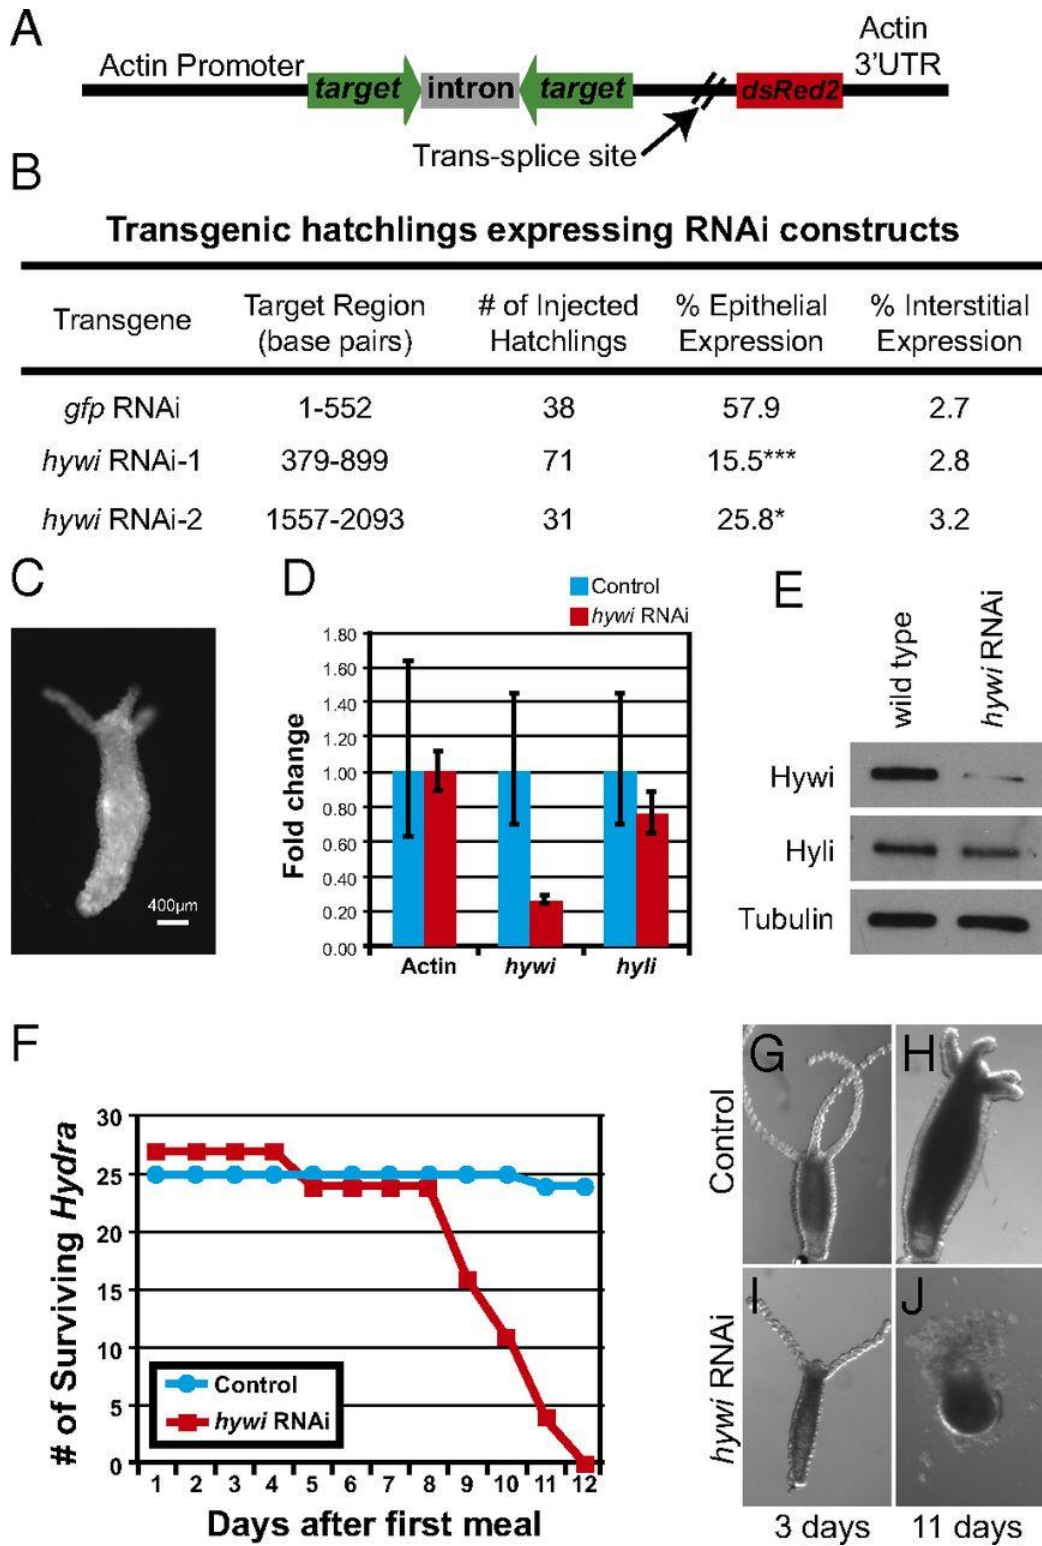 A
Actin Promoter
Actin
3'UTR
target
intron
target
dsRed2
Trans-splice site
B
Transgenic hatchlings expressing RNAi constructs
Transgene
Target Region
(base pairs)
# of Injected
Hatchlings
% Epithelial
Expression
% Interstitial
Expression
gfp RNAi 1-552 38 57.9 2.7
hywi RNAi-1 379-899 71 15.5*** 2.8
hywi RNAi-2 1557-2093 31 25.8* 3.2
C
400µm
D
Control
hywi RNAi
Fold change
1.80
1.60
1.40
1.20
1.00
0.80
0.60
0.40
0.20
0.00
Actin hywi hyli
E
wild type
hywi RNAi
Hywi
Hyli
Tubulin
F
# of Surviving Hydra
30
25
20
15
10
5
0
Control
hywi RNAi
1 2 3 4 5 6 7 8 9 10 11 12
Days after first meal
G
H
Control
I
J
hywi RNAi
3 days
11 days